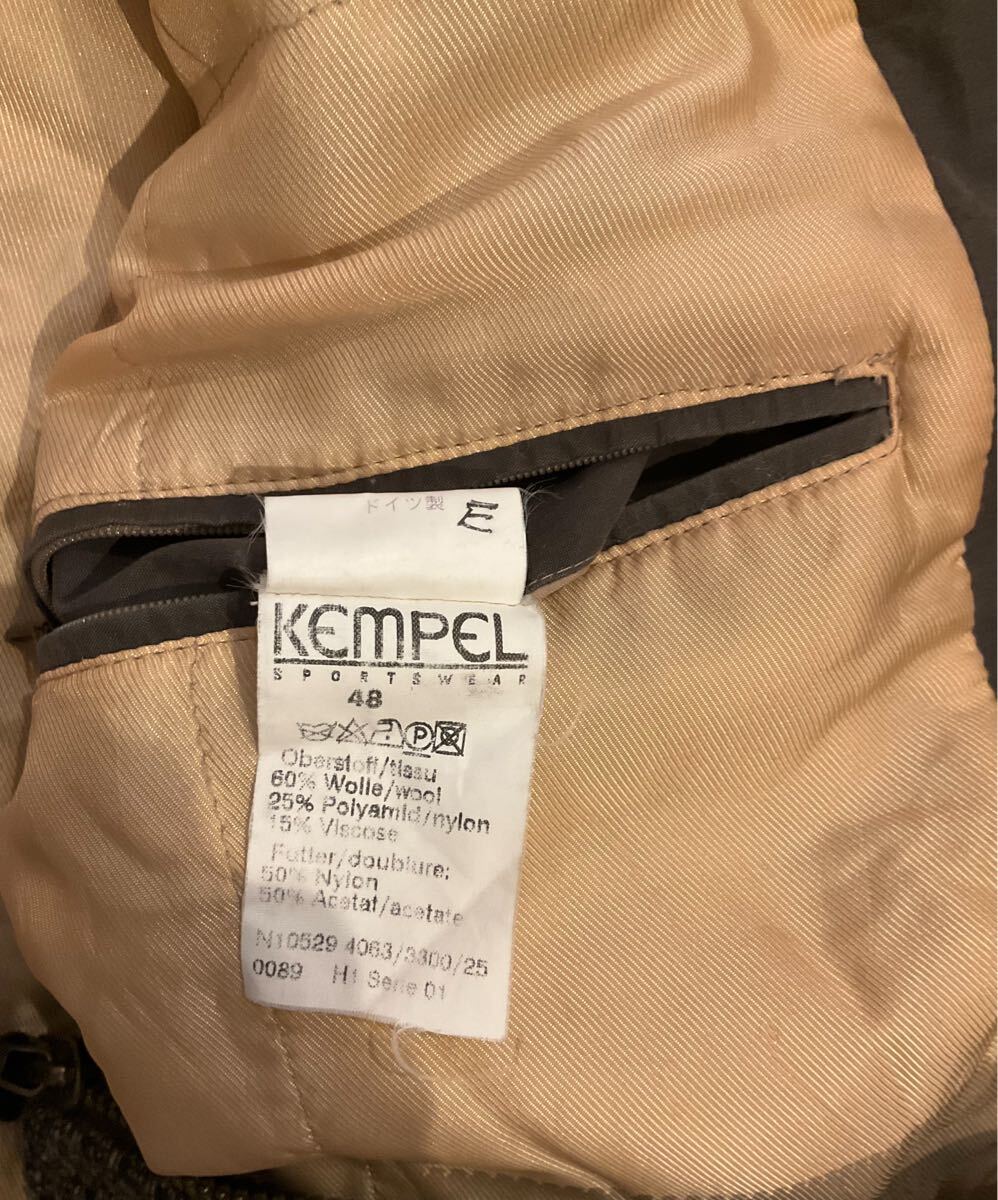 ドイツ製 E
KEMPEL
SPORTSWEAR
48
P
Oberstoff/tissu
60% Wolle/wool
25% Polyamid/nylon
15% Viscose
Futter/doublure:
50% Nylon
50% Acetat/acetate
N10529 4063/3300/25
0089 H1 Serie 01